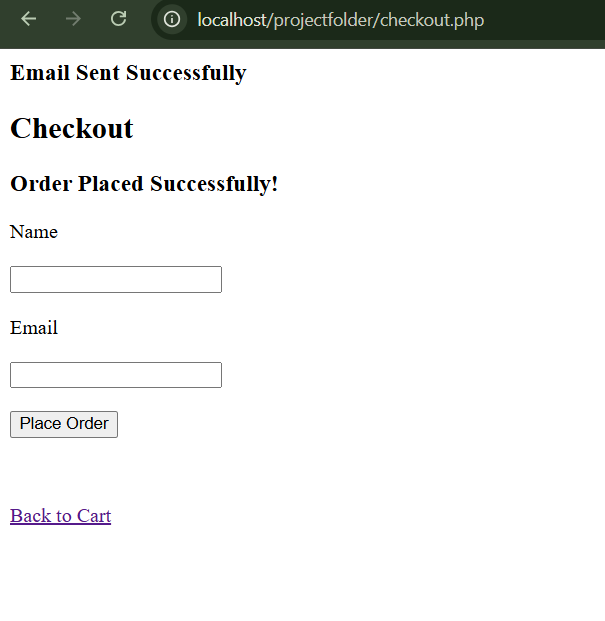 localhost/projectfolder/checkout.php
Email Sent Successfully
Checkout
Order Placed Successfully!
Name
Email
Place Order
Back to Cart